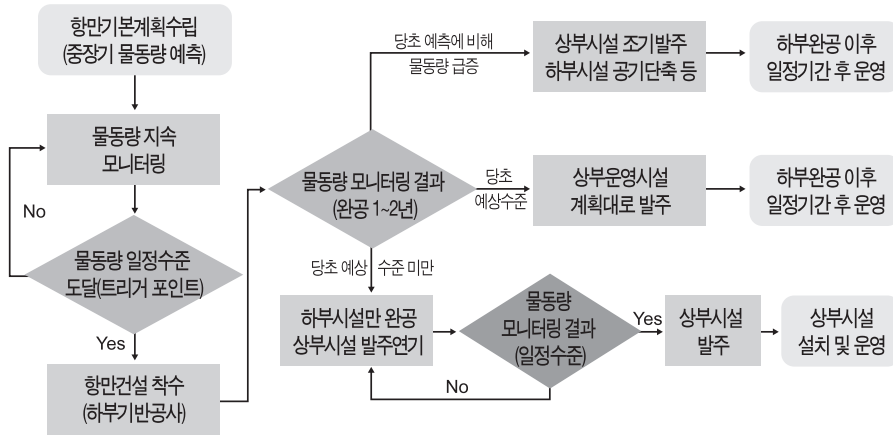 항만기본계획수립
(중장기 물동량 예측)
물동량 지속
모니터링
No
물동량 일정수준
도달(트리거 포인트)
Yes
항만건설 착수
(하부기반공사)
물동량 모니터링 결과
(완공 1~2년)
당초 예측에 비해
물동량 급증
상부시설 조기발주
하부시설 공기단축 등
하부완공 이후
일정기간 후 운영
당초
예상수준
상부운영시설
계획대로 발주
하부완공 이후
일정기간 후 운영
당초 예상 수준 미만
하부시설만 완공
상부시설 발주연기
물동량
모니터링 결과
(일정수준)
No
Yes
상부시설
발주
상부시설
설치 및 운영